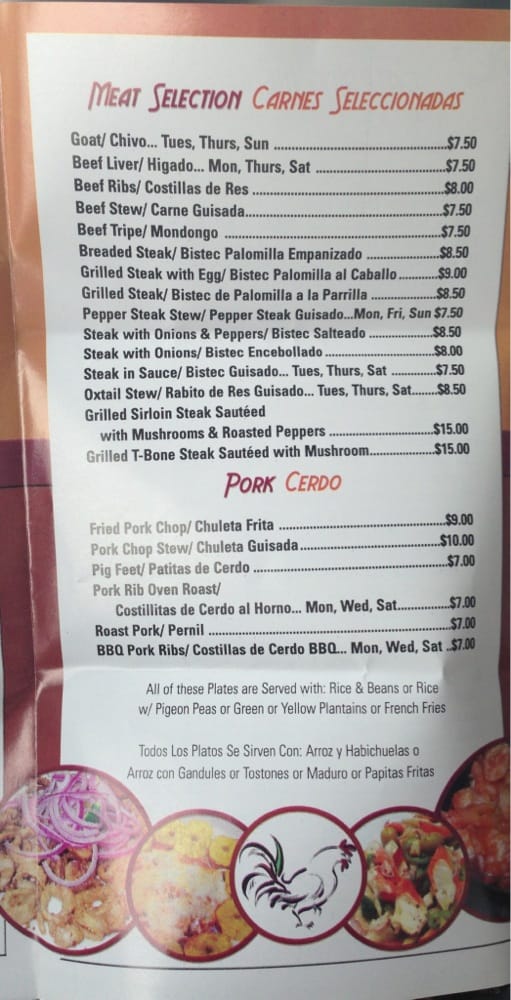 MEAT SELECTION CARNES SELECCIONADAS
Goat/ Chivo... Tues, Thurs, Sun ........................................................$7.50
Beef Liver/ Higado... Mon, Thurs, Sat ..........................................$7.50
Beef Ribs/ Costillas de Res ............................................................$8.00
Beef Stew/ Carne Guisada..............................................................$7.50
Beef Tripe/ Mondongo ....................................................................$7.50
Breaded Steak/ Bistec Palomilla Empanizado .......................$8.50
Grilled Steak with Egg/ Bistec Palomilla al Caballo............$9.00
Grilled Steak/ Bistec de Palomilla a la Parrilla .....................$8.50
Pepper Steak Stew/ Pepper Steak Guisado...Mon, Fri, Sun $7.50
Steak with Onions & Peppers/ Bistec Salteado ....................$8.50
Steak with Onions/ Bistec Encebollado ...................................$8.00
Steak in Sauce/ Bistec Guisado... Tues, Thurs, Sat ..............$7.50
Oxtail Stew/ Rabito de Res Guisado... Tues, Thurs, Sat........$8.50
Grilled Sirloin Steak Sautéed
with Mushrooms & Roasted Peppers .................................$15.00
Grilled T-Bone Steak Sautéed with Mushroom.....................$15.00
PORK CERDO
Fried Pork Chop/ Chuleta Frita .....................................................$9.00
Pork Chop Stew/ Chuleta Guisada.............................................$10.00
Pig Feet/ Patitas de Cerdo ..............................................................$7.00
Pork Rib Oven Roast/
Costillitas de Cerdo al Horno... Mon, Wed, Sat.................$7.00
Roast Pork/ Pernil ..............................................................................$7.00
BBQ Pork Ribs/ Costillas de Cerdo BBQ... Mon, Wed, Sat ..$7.00
All of these Plates are Served with: Rice & Beans or Rice
w/ Pigeon Peas or Green or Yellow Plantains or French Fries
Todos Los Platos Se Sirven Con: Arroz y Habichuelas o
Arroz con Gandules or Tostones or Maduro or Papitas Fritas